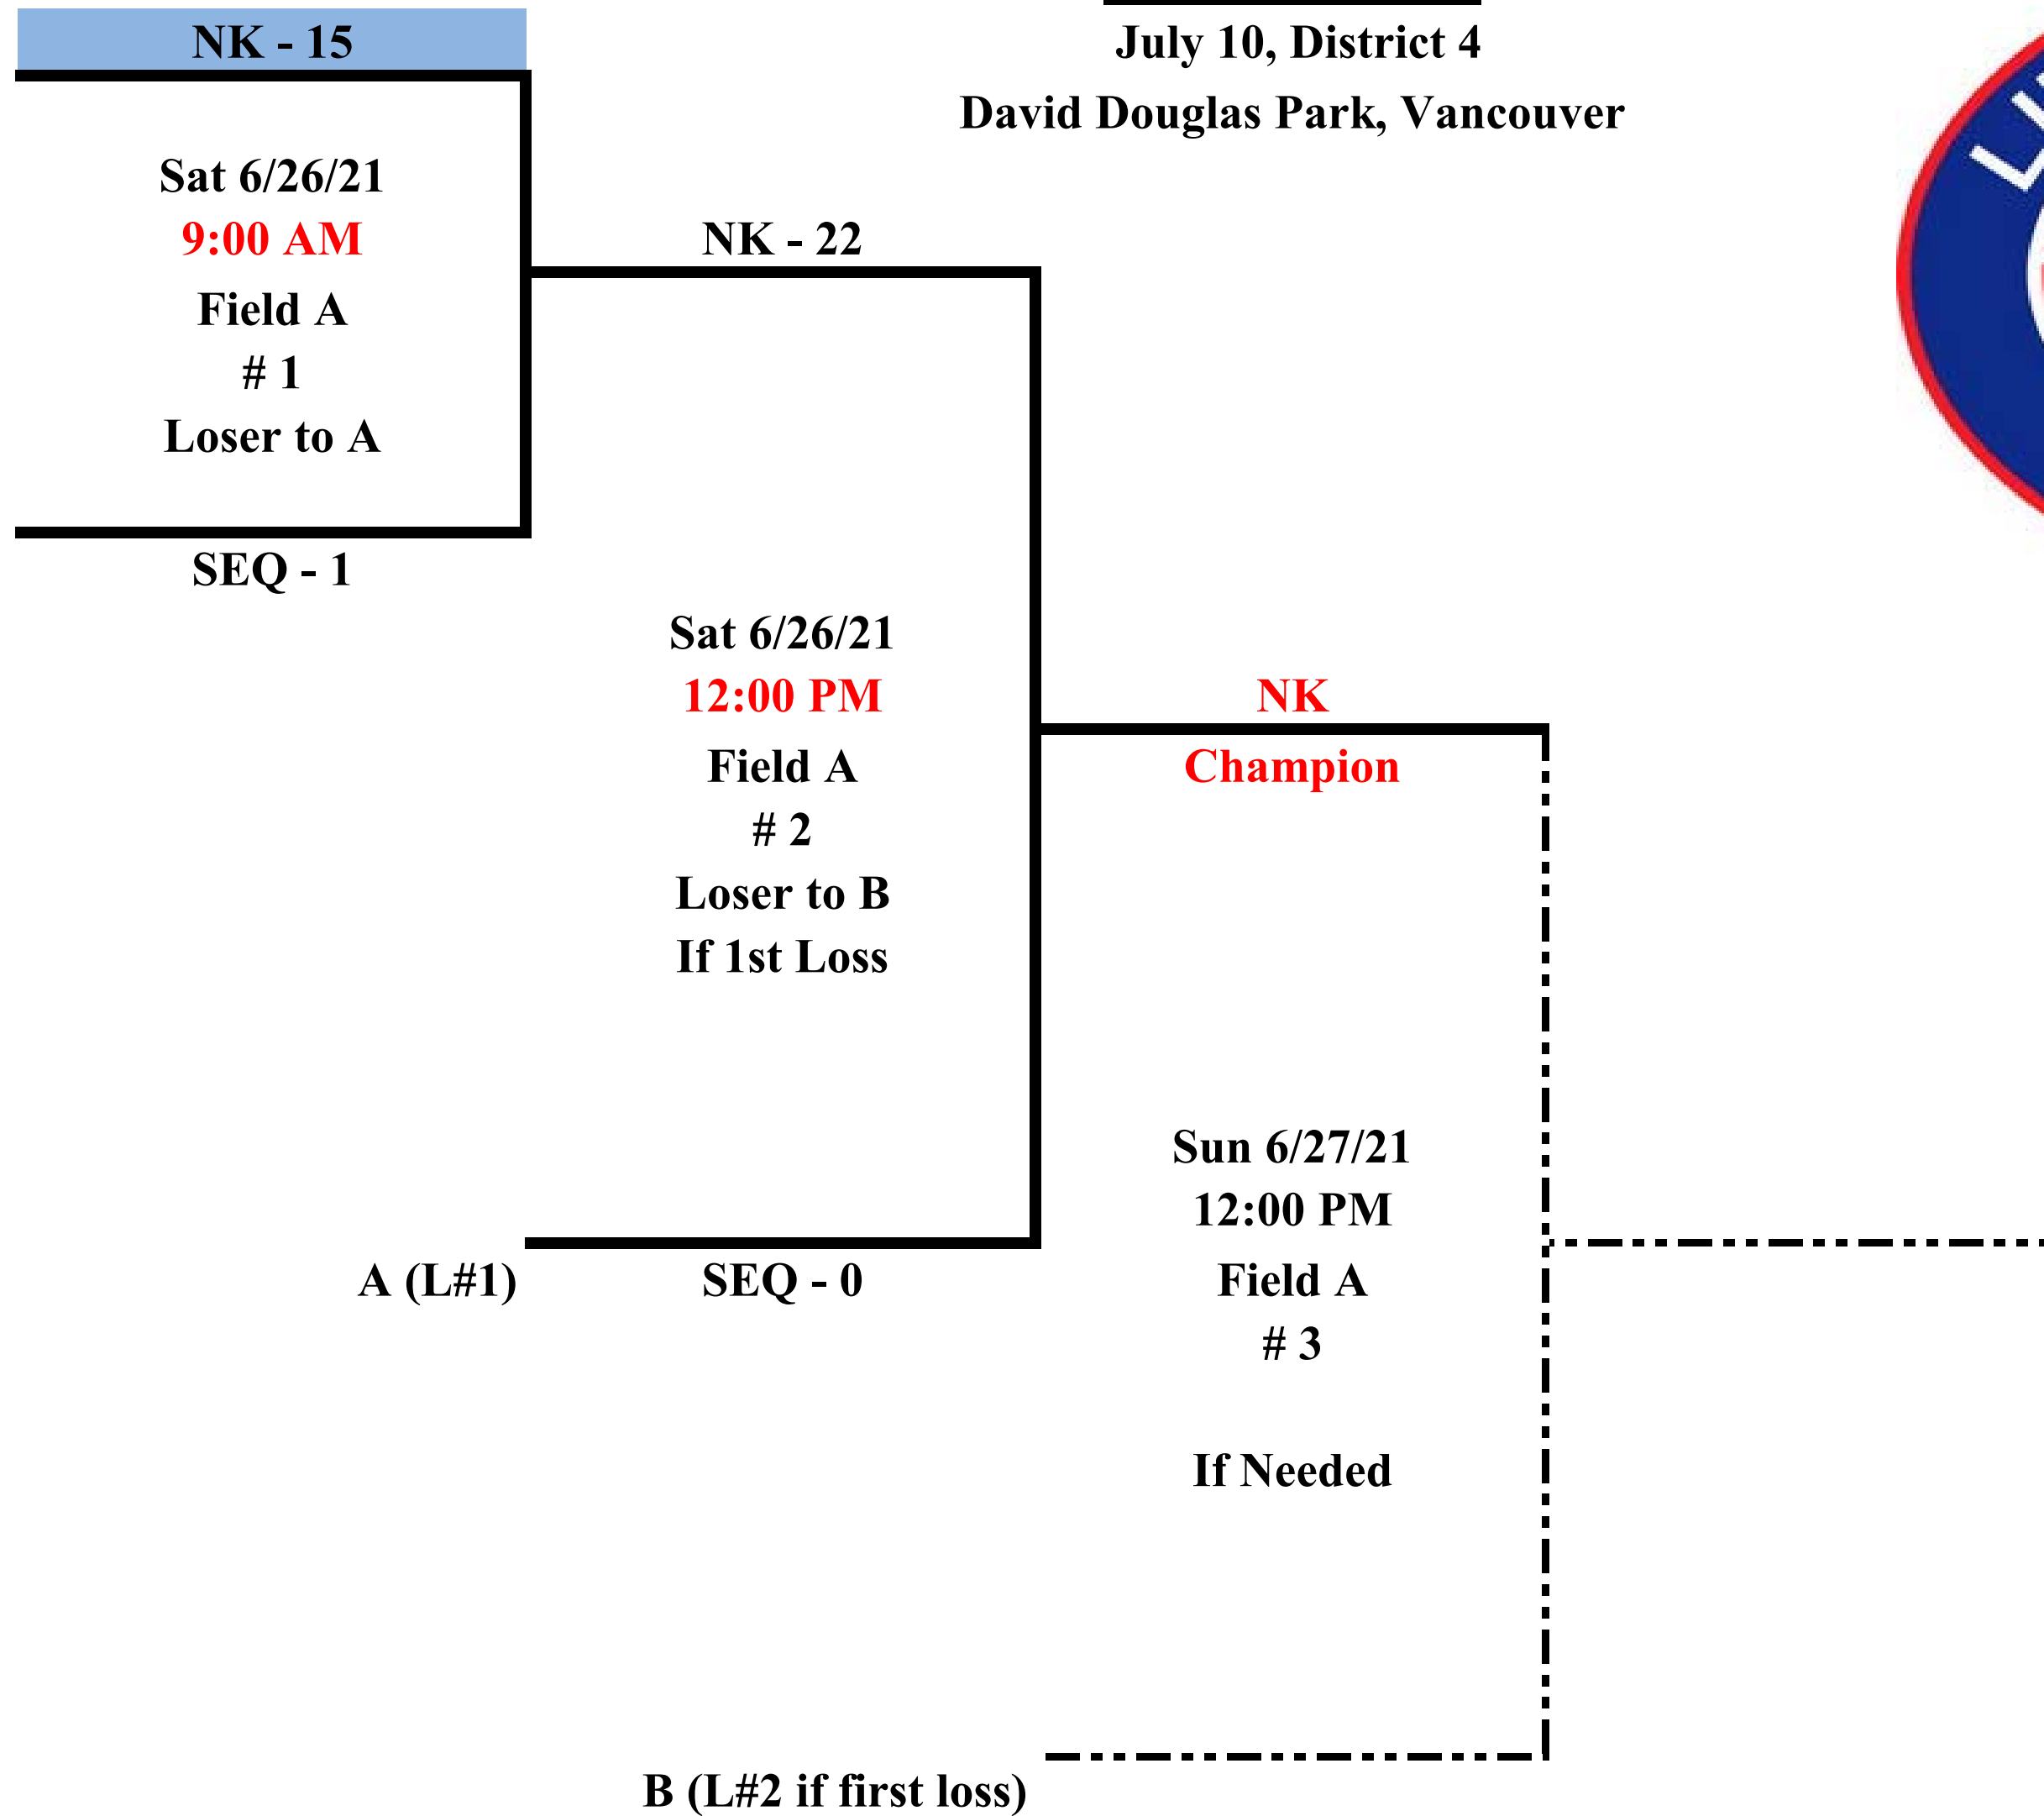 NK - 15
July 10, District 4
David Douglas Park, Vancouver
Sat 6/26/21
9:00 AM
Field A
# 1
Loser to A
NK - 22
SEQ - 1
Sat 6/26/21
12:00 PM
Field A
# 2
Loser to B
If 1st Loss
NK
Champion
A (L#1)
SEQ - 0
Sun 6/27/21
12:00 PM
Field A
# 3
If Needed
B (L#2 if first loss)